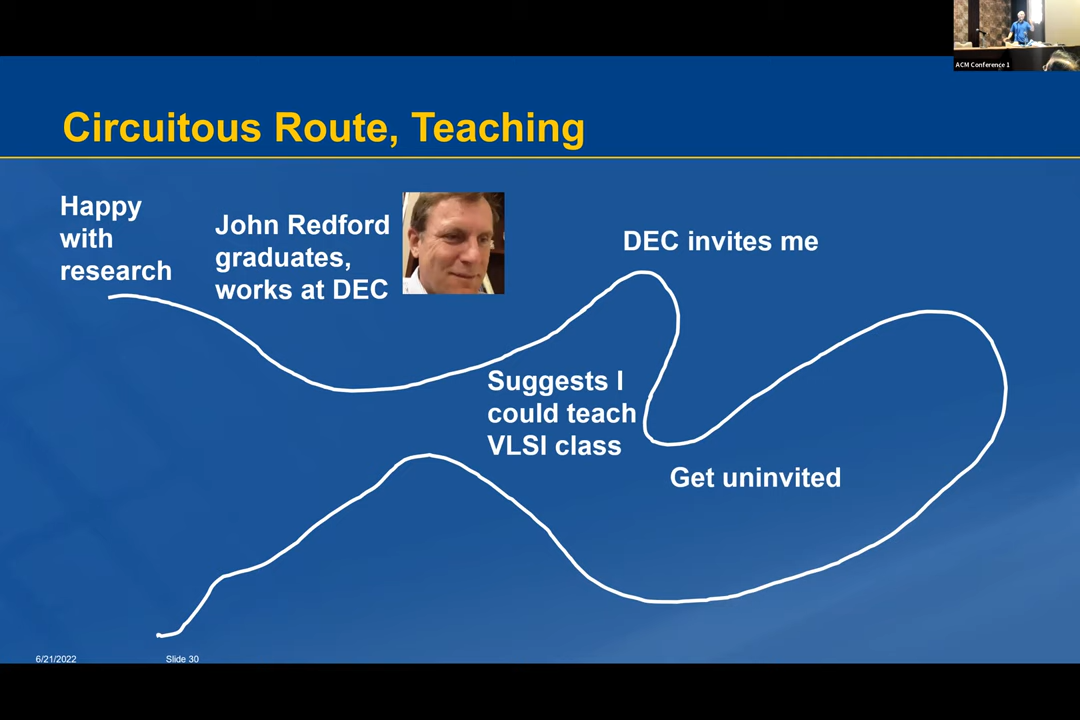 ACM Conference 1
Circuitous Route, Teaching
Happy
with
research
John Redford
graduates,
works at DEC
DEC invites me
Suggests I
could teach
VLSI class
Get uninvited
6/21/2022
Slide 30